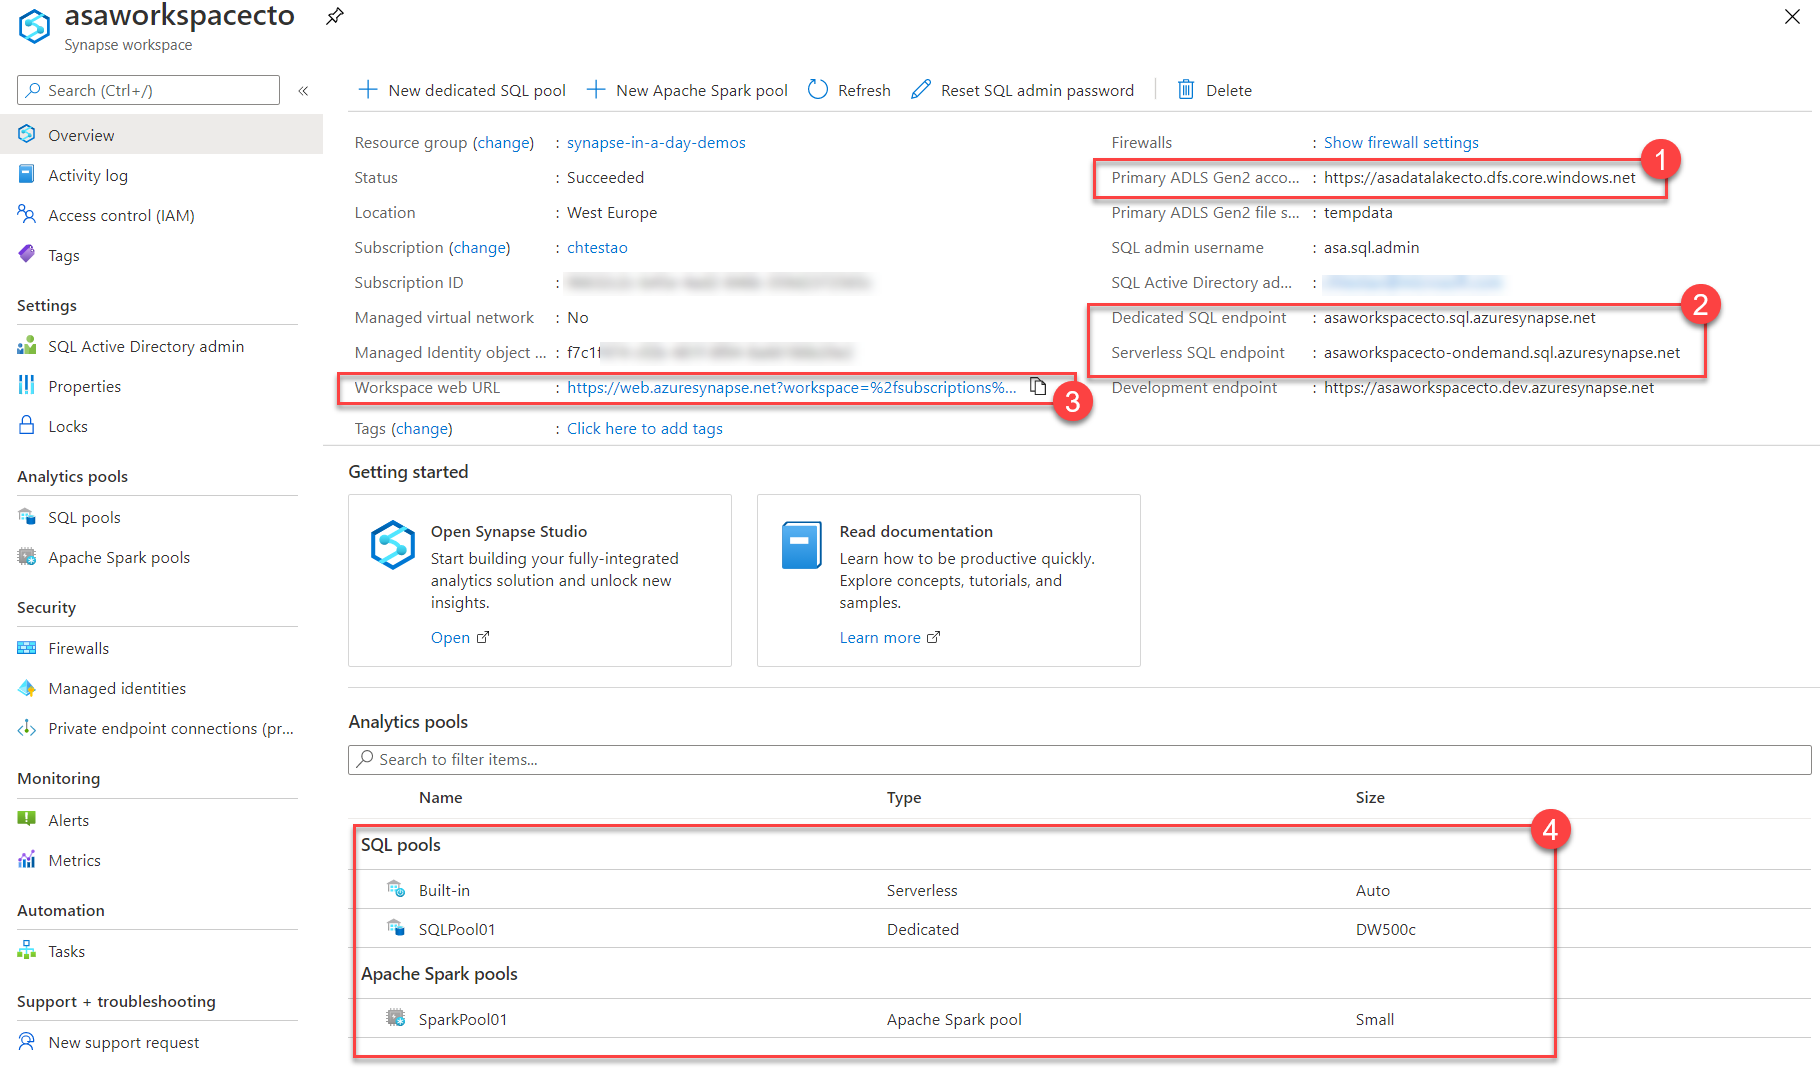 asaworkspacecto
Synapse workspace
Search (Ctrl+/)
«
Overview
Activity log
Access control (IAM)
Tags
Settings
SQL Active Directory admin
Properties
Locks
Analytics pools
SQL pools
Apache Spark pools
Security
Firewalls
Managed identities
Private endpoint connections (pr...
Monitoring
Alerts
Metrics
Automation
Tasks
Support + troubleshooting
New support request
New dedicated SQL pool
New Apache Spark pool
Refresh
Reset SQL admin password
Delete
Resource group (change) : synapse-in-a-day-demos
Status : Succeeded
Location : West Europe
Subscription (change) : chtestao
Subscription ID :
Managed virtual network : No
Managed Identity object ... : f7c1f
Workspace web URL : https://web.azuresynapse.net?workspace=%2fsubscriptions%...
3
Tags (change) : Click here to add tags
Firewalls : Show firewall settings
1
Primary ADLS Gen2 acco... : https://asadatalakecto.dfs.core.windows.net
Primary ADLS Gen2 file s... : tempdata
SQL admin username : asa.sql.admin
SQL Active Directory ad... :
2
Dedicated SQL endpoint : asaworkspacecto.sql.azuresynapse.net
Serverless SQL endpoint : asaworkspacecto-ondemand.sql.azuresynapse.net
Development endpoint : https://asaworkspacecto.dev.azuresynapse.net
Getting started
Open Synapse Studio
Start building your fully-integrated
analytics solution and unlock new
insights.
Open
Read documentation
Learn how to be productive quickly.
Explore concepts, tutorials, and
samples.
Learn more
Analytics pools
Search to filter items...
Name Type Size
4
SQL pools
Built-in Serverless Auto
SQLPool01 Dedicated DW500c
Apache Spark pools
SparkPool01 Apache Spark pool Small